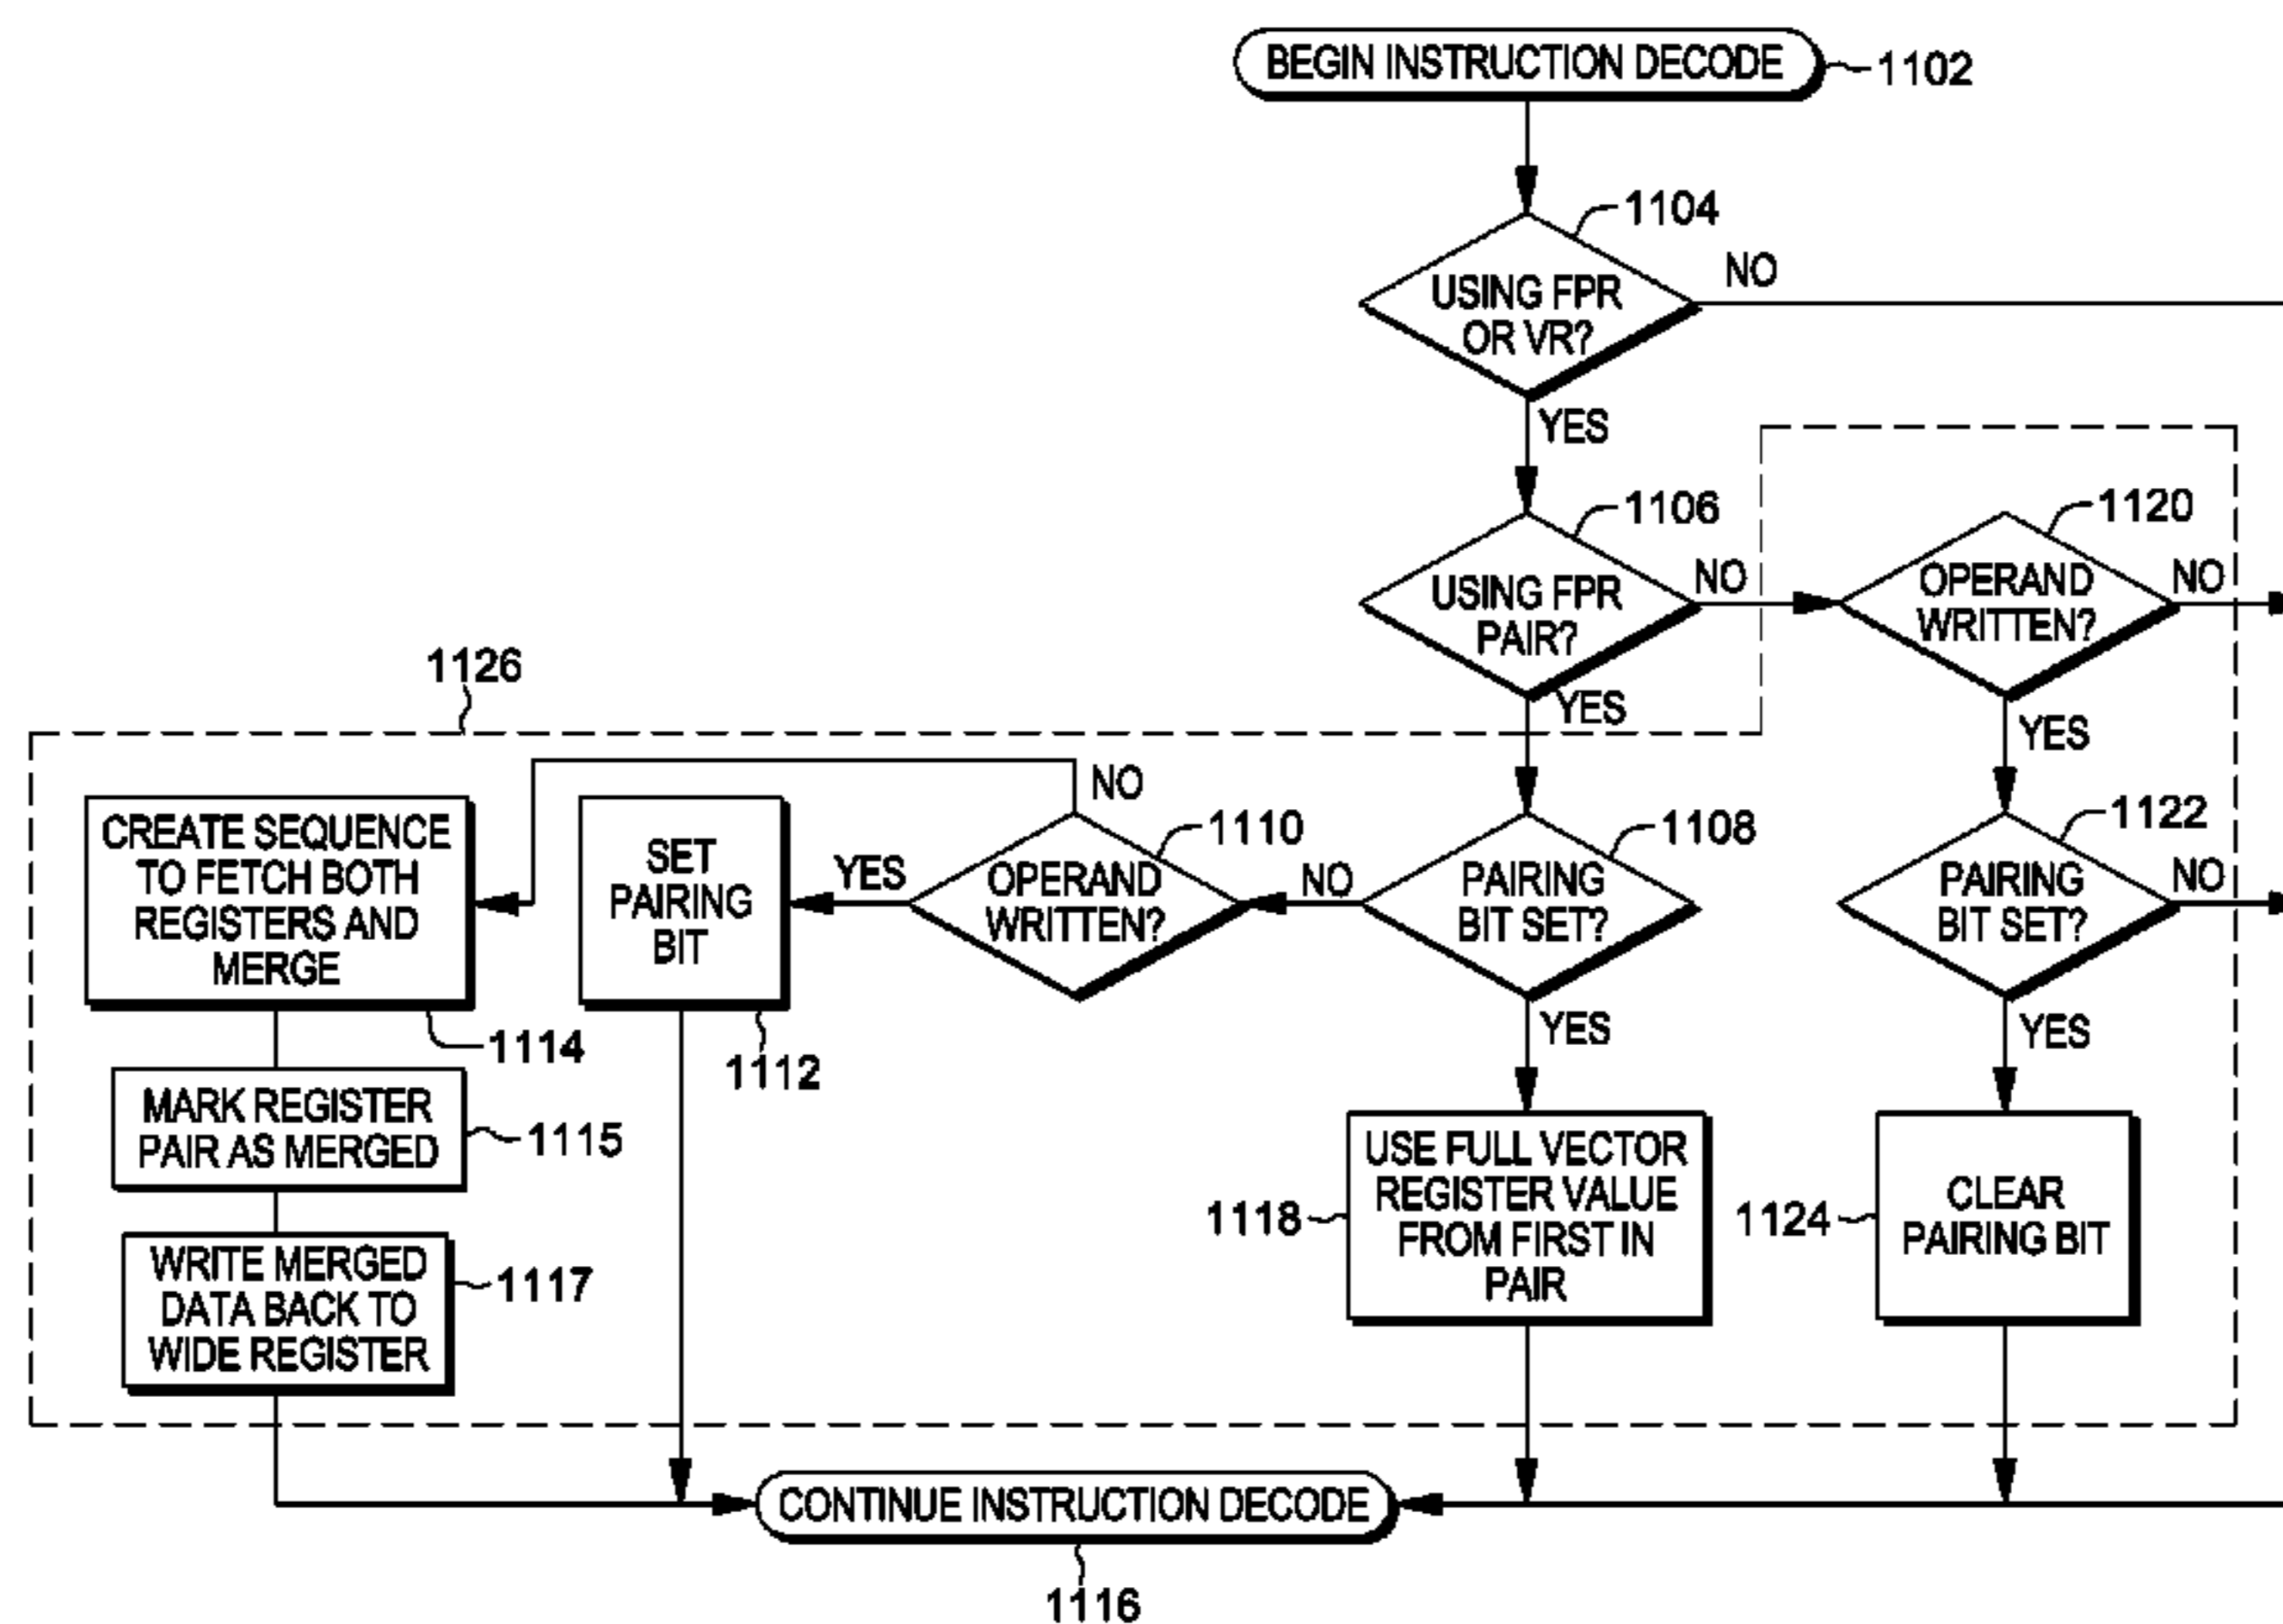 BEGIN INSTRUCTION DECODE
1102
1104
USING FPR
OR VR?
NO
YES
1106
USING FPR
PAIR?
NO
YES
1120
OPERAND
WRITTEN?
NO
YES
1126
CREATE SEQUENCE
TO FETCH BOTH
REGISTERS AND
MERGE
1114
SET
PAIRING
BIT
1112
NO
YES
1110
OPERAND
WRITTEN?
NO
1108
PAIRING
BIT SET?
YES
1122
PAIRING
BIT SET?
NO
YES
MARK REGISTER
PAIR AS MERGED
1115
WRITE MERGED
DATA BACK TO
WIDE REGISTER
1117
1118
USE FULL VECTOR
REGISTER VALUE
FROM FIRST IN
PAIR
1124
CLEAR
PAIRING BIT
CONTINUE INSTRUCTION DECODE
1116